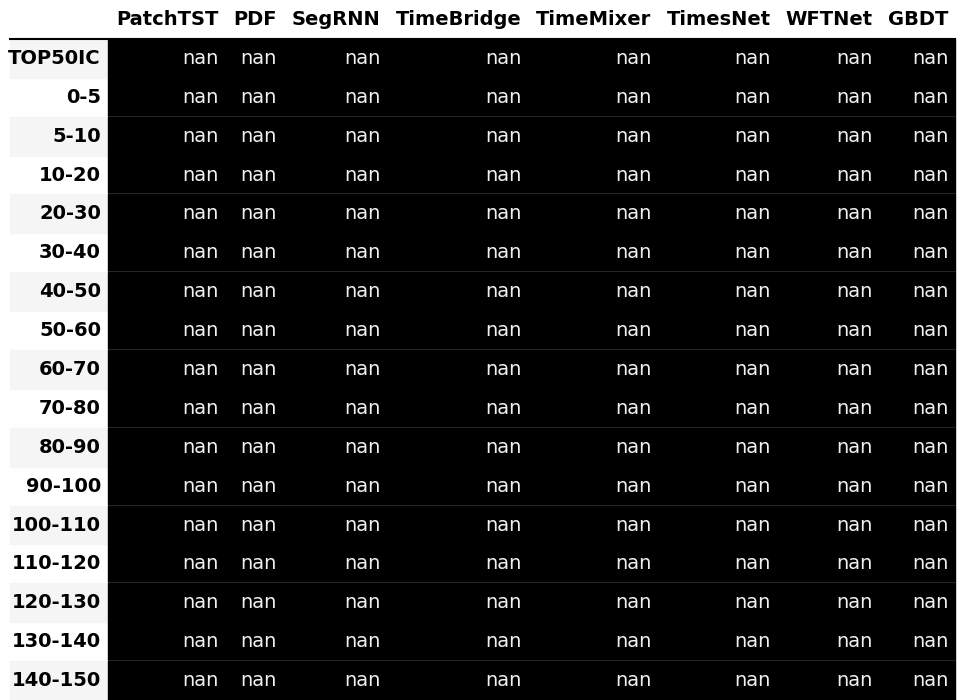 PatchTST PDF SegRNN TimeBridge TimeMixer TimesNet WFTNet GBDT
TOP50IC nan nan nan nan nan nan nan nan
0-5 nan nan nan nan nan nan nan nan
5-10 nan nan nan nan nan nan nan nan
10-20 nan nan nan nan nan nan nan nan
20-30 nan nan nan nan nan nan nan nan
30-40 nan nan nan nan nan nan nan nan
40-50 nan nan nan nan nan nan nan nan
50-60 nan nan nan nan nan nan nan nan
60-70 nan nan nan nan nan nan nan nan
70-80 nan nan nan nan nan nan nan nan
80-90 nan nan nan nan nan nan nan nan
90-100 nan nan nan nan nan nan nan nan
100-110 nan nan nan nan nan nan nan nan
110-120 nan nan nan nan nan nan nan nan
120-130 nan nan nan nan nan nan nan nan
130-140 nan nan nan nan nan nan nan nan
140-150 nan nan nan nan nan nan nan nan